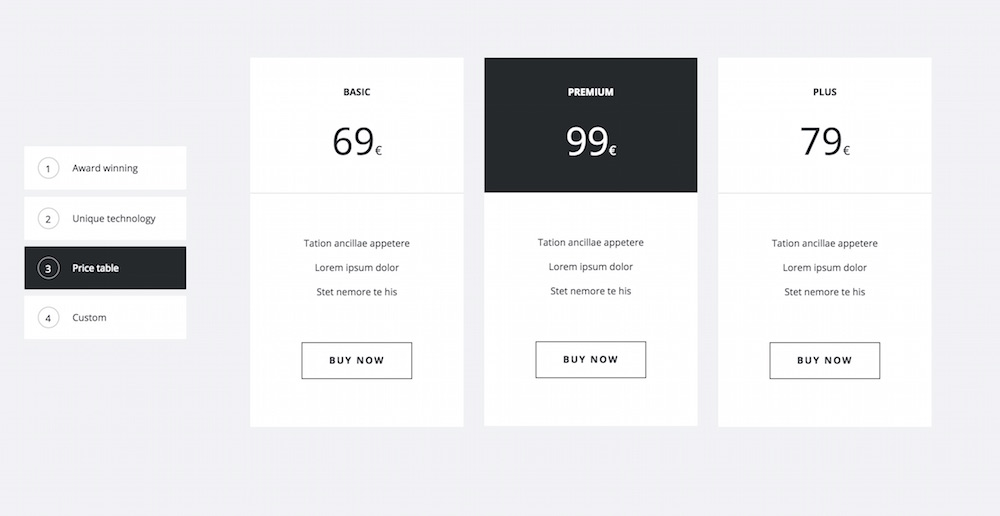 1 Award winning
2 Unique technology
3 Price table
4 Custom
BASIC
69€
Tation ancillae appetere
Lorem ipsum dolor
Stet nemore te his
BUY NOW
PREMIUM
99€
Tation ancillae appetere
Lorem ipsum dolor
Stet nemore te his
BUY NOW
PLUS
79€
Tation ancillae appetere
Lorem ipsum dolor
Stet nemore te his
BUY NOW